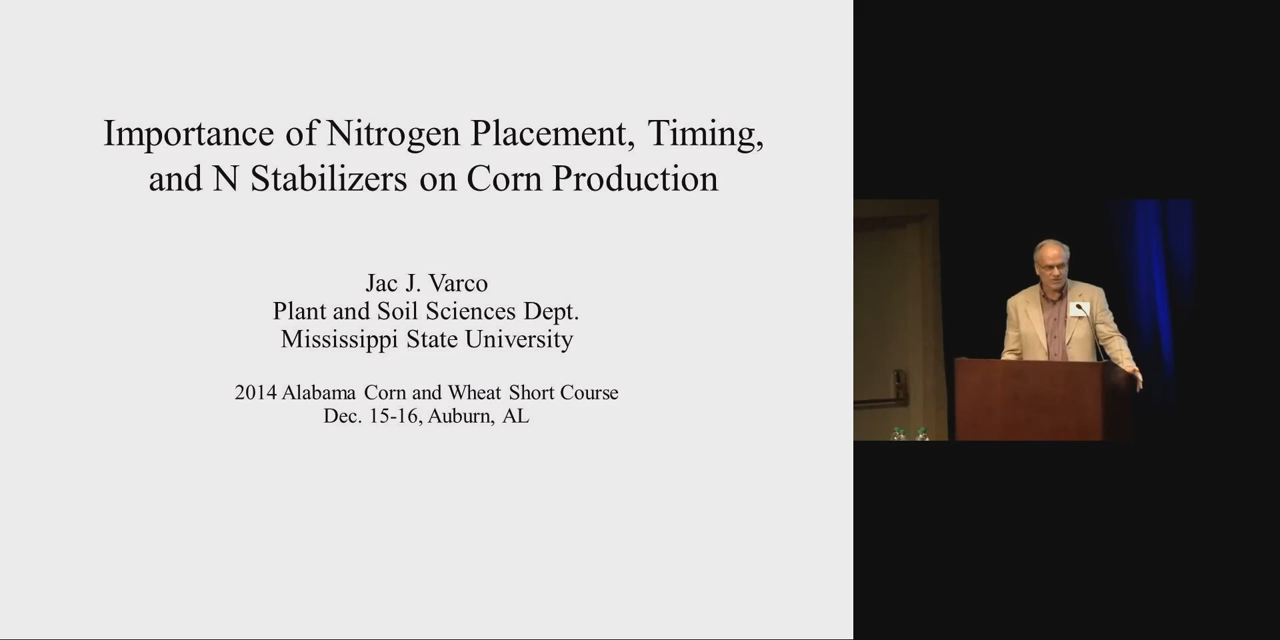 Importance of Nitrogen Placement, Timing,
and N Stabilizers on Corn Production
Jac J. Varco
Plant and Soil Sciences Dept.
Mississippi State University
2014 Alabama Corn and Wheat Short Course
Dec. 15-16, Auburn, AL